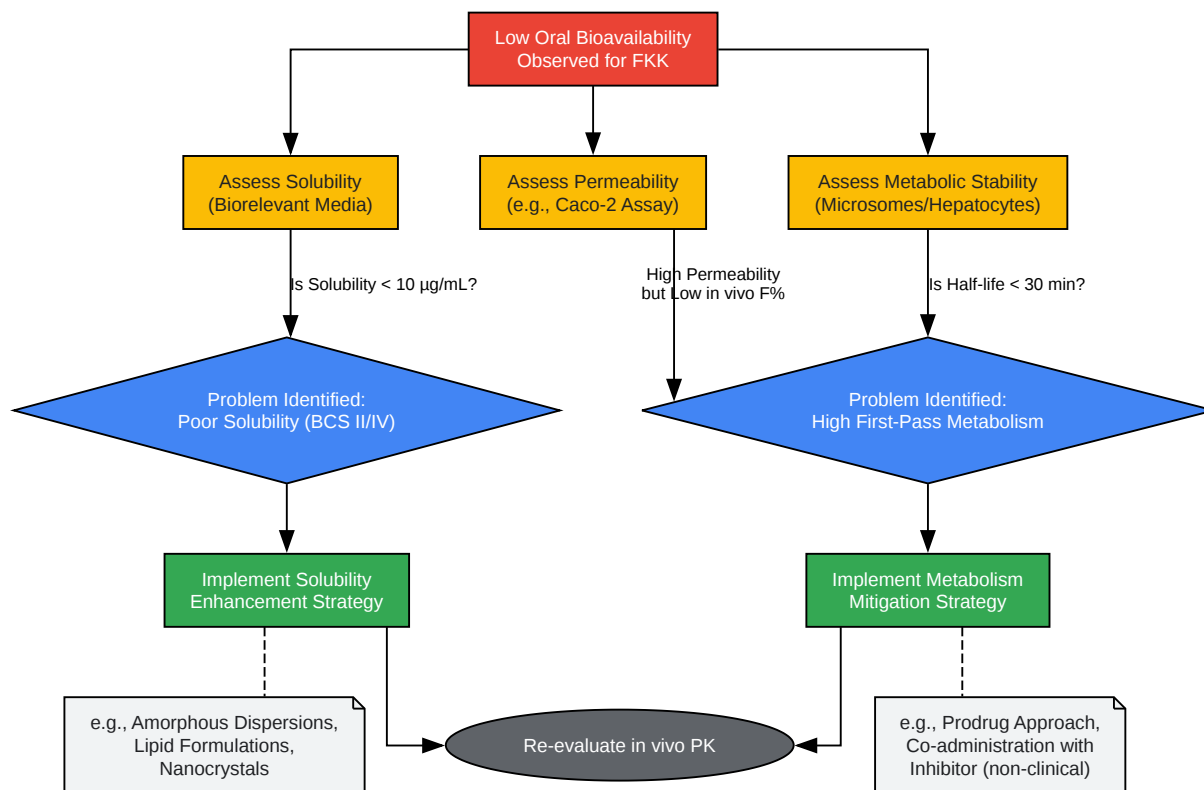 Low Oral Bioavailability
Observed for FKK
Assess Solubility
(Biorelevant Media)
Assess Permeability
(e.g., Caco-2 Assay)
Assess Metabolic Stability
(Microsomes/Hepatocytes)
Is Solubility < 10 µg/mL?
High Permeability
but Low in vivo F%
Is Half-life < 30 min?
Problem Identified:
Poor Solubility (BCS II/IV)
Problem Identified:
High First-Pass Metabolism
Implement Solubility
Enhancement Strategy
Implement Metabolism
Mitigation Strategy
e.g., Amorphous Dispersions,
Lipid Formulations,
Nanocrystals
Re-evaluate in vivo PK
e.g., Prodrug Approach,
Co-administration with
Inhibitor (non-clinical)